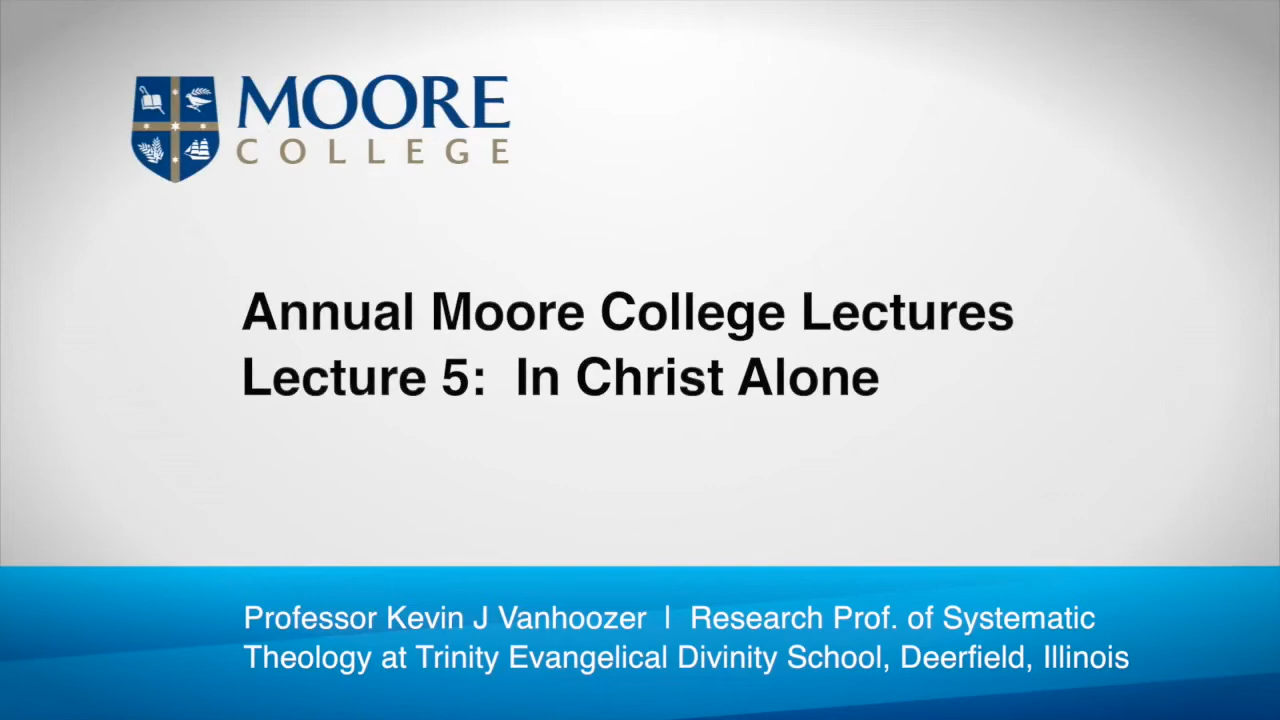 MOORE
COLLEGE
Annual Moore College Lectures
Lecture 5: In Christ Alone
Professor Kevin J Vanhoozer | Research Prof. of Systematic
Theology at Trinity Evangelical Divinity School, Deerfield, Illinois